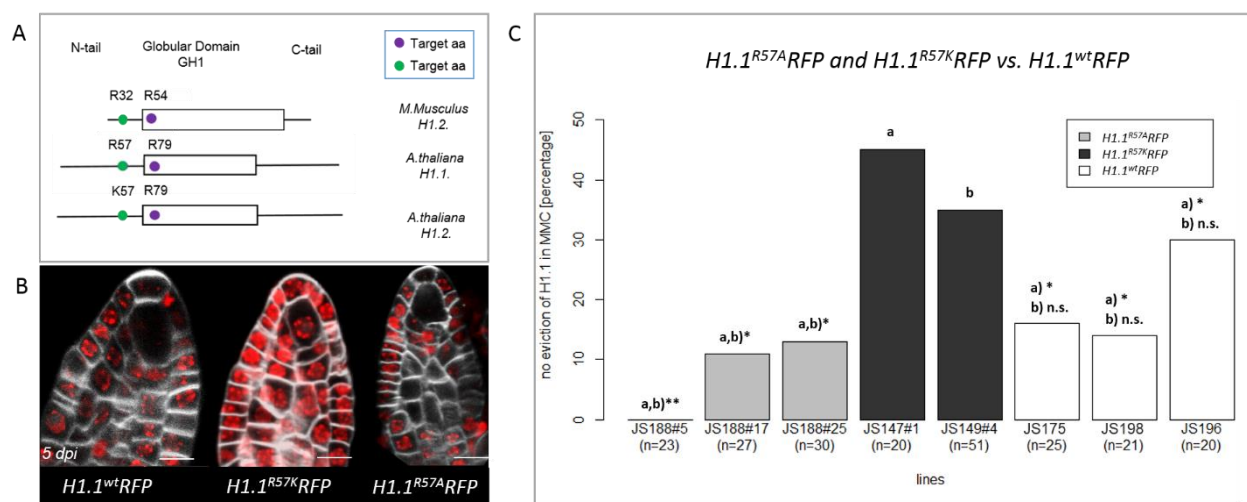 A
N-tail Globular Domain C-tail
GH1
Target aa
Target aa
R32 R54
M.Musculus
H1.2.
R57 R79
A.thaliana
H1.1.
K57 R79
A.thaliana
H1.2.
B
5 dpi
H1.1wtRFP H1.1R57KRFP H1.1R57ARFP
C
H1.1R57ARFP and H1.1R57KRFP vs. H1.1wtRFP
H1.1R57ARFP
H1.1R57KRFP
H1.1wtRFP
no eviction of H1.1 in MMC [percentage]
50
40
30
20
10
0
a,b)**
a,b)*
a,b)*
a
b
a) *
b) n.s.
a) *
b) n.s.
a) *
b) n.s.
JS188#5 JS188#17 JS188#25 JS147#1 JS149#4 JS175 JS198 JS196
(n=23) (n=27) (n=30) (n=20) (n=51) (n=25) (n=21) (n=20)
lines